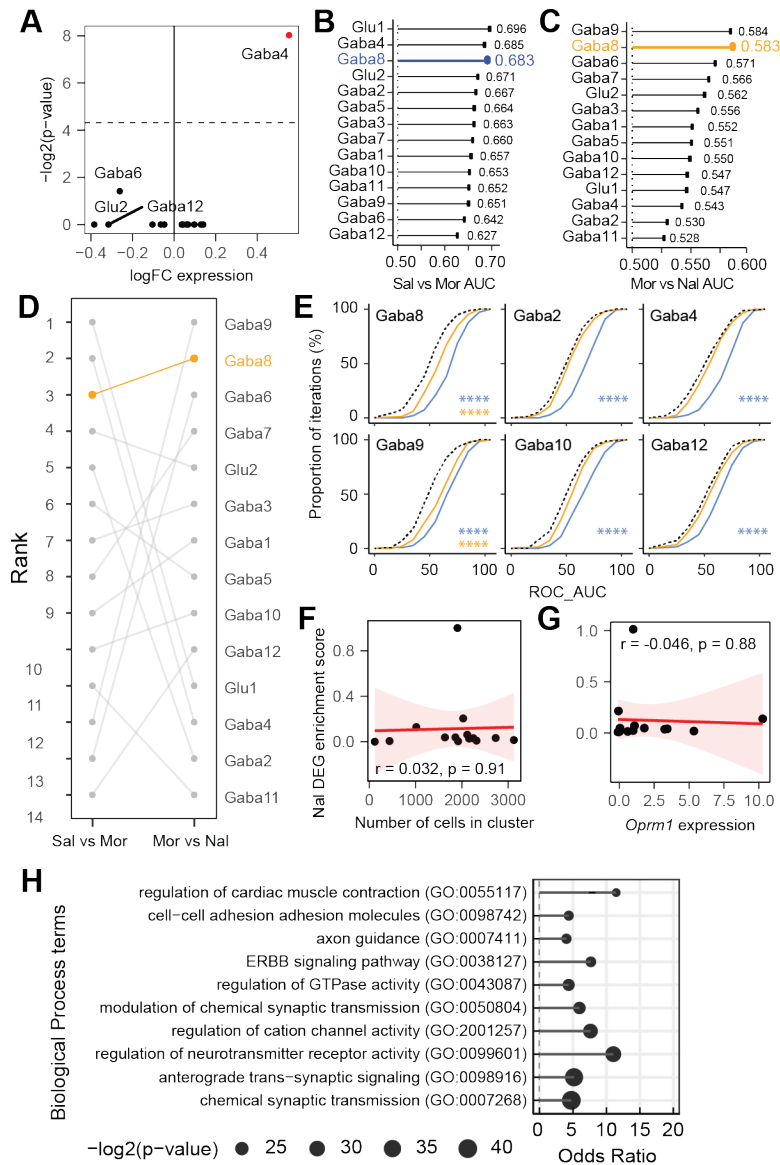 A
−log2(p−value)
8
6
4
2
0
Gaba4
Gaba6
Glu2
Gaba12
−0.4
−0.2
0.0
0.2
0.4
logFC expression
B
Glu1 0.696
Gaba4 0.685
Gaba8 0.683
Glu2 0.671
Gaba2 0.667
Gaba5 0.664
Gaba3 0.663
Gaba7 0.660
Gaba1 0.657
Gaba10 0.653
Gaba11 0.652
Gaba9 0.651
Gaba6 0.642
Gaba12 0.627
0.50 0.60 0.70
Sal vs Mor AUC
C
Gaba9 0.584
Gaba8 0.583
Gaba6 0.571
Gaba7 0.566
Glu2 0.562
Gaba3 0.556
Gaba1 0.552
Gaba5 0.551
Gaba10 0.550
Gaba12 0.547
Glu1 0.547
Gaba4 0.543
Gaba2 0.530
Gaba11 0.528
0.500 0.550 0.600
Mor vs Nal AUC
D
Rank
1
2
3
4
5
6
7
8
9
10
11
12
13
14
Gaba9
Gaba8
Gaba6
Gaba7
Glu2
Gaba3
Gaba1
Gaba5
Gaba10
Gaba12
Glu1
Gaba4
Gaba2
Gaba11
Sal vs Mor
Mor vs Nal
E
Proportion of iterations (%)
100
50
0
Gaba8
****
****
Gaba2
****
Gaba4
****
100
50
0
Gaba9
****
****
Gaba10
****
Gaba12
****
0 50 100
0 50 100
0 50 100
ROC_AUC
F
Nal DEG enrichment score
0.8
0.4
0.0
r = 0.032, p = 0.91
0 1000 2000 3000
Number of cells in cluster
G
1.0
0.5
0.0
r = -0.046, p = 0.88
0.0 2.5 5.0 7.5 10.0
Oprm1 expression
H
Biological Process terms
regulation of cardiac muscle contraction (GO:0055117)
cell−cell adhesion adhesion molecules (GO:0098742)
axon guidance (GO:0007411)
ERBB signaling pathway (GO:0038127)
regulation of GTPase activity (GO:0043087)
modulation of chemical synaptic transmission (GO:0050804)
regulation of cation channel activity (GO:2001257)
regulation of neurotransmitter receptor activity (GO:0099601)
anterograde trans−synaptic signaling (GO:0098916)
chemical synaptic transmission (GO:0007268)
0 5 10 15 20
Odds Ratio
−log2(p−value) 25 30 35 40